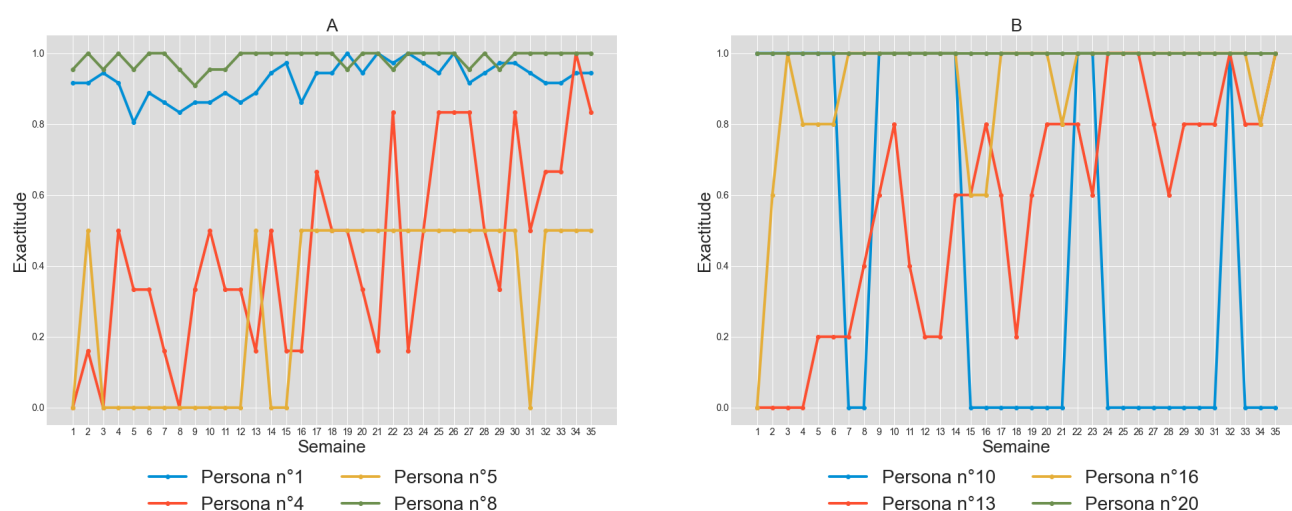 A
Exactitude
1.0
0.8
0.6
0.4
0.2
0.0
1 2 3 4 5 6 7 8 9 10 11 12 13 14 15 16 17 18 19 20 21 22 23 24 25 26 27 28 29 30 31 32 33 34 35
Semaine
Persona n°1 Persona n°5
Persona n°4 Persona n°8
B
Exactitude
1.0
0.8
0.6
0.4
0.2
0.0
1 2 3 4 5 6 7 8 9 10 11 12 13 14 15 16 17 18 19 20 21 22 23 24 25 26 27 28 29 30 31 32 33 34 35
Semaine
Persona n°10 Persona n°16
Persona n°13 Persona n°20